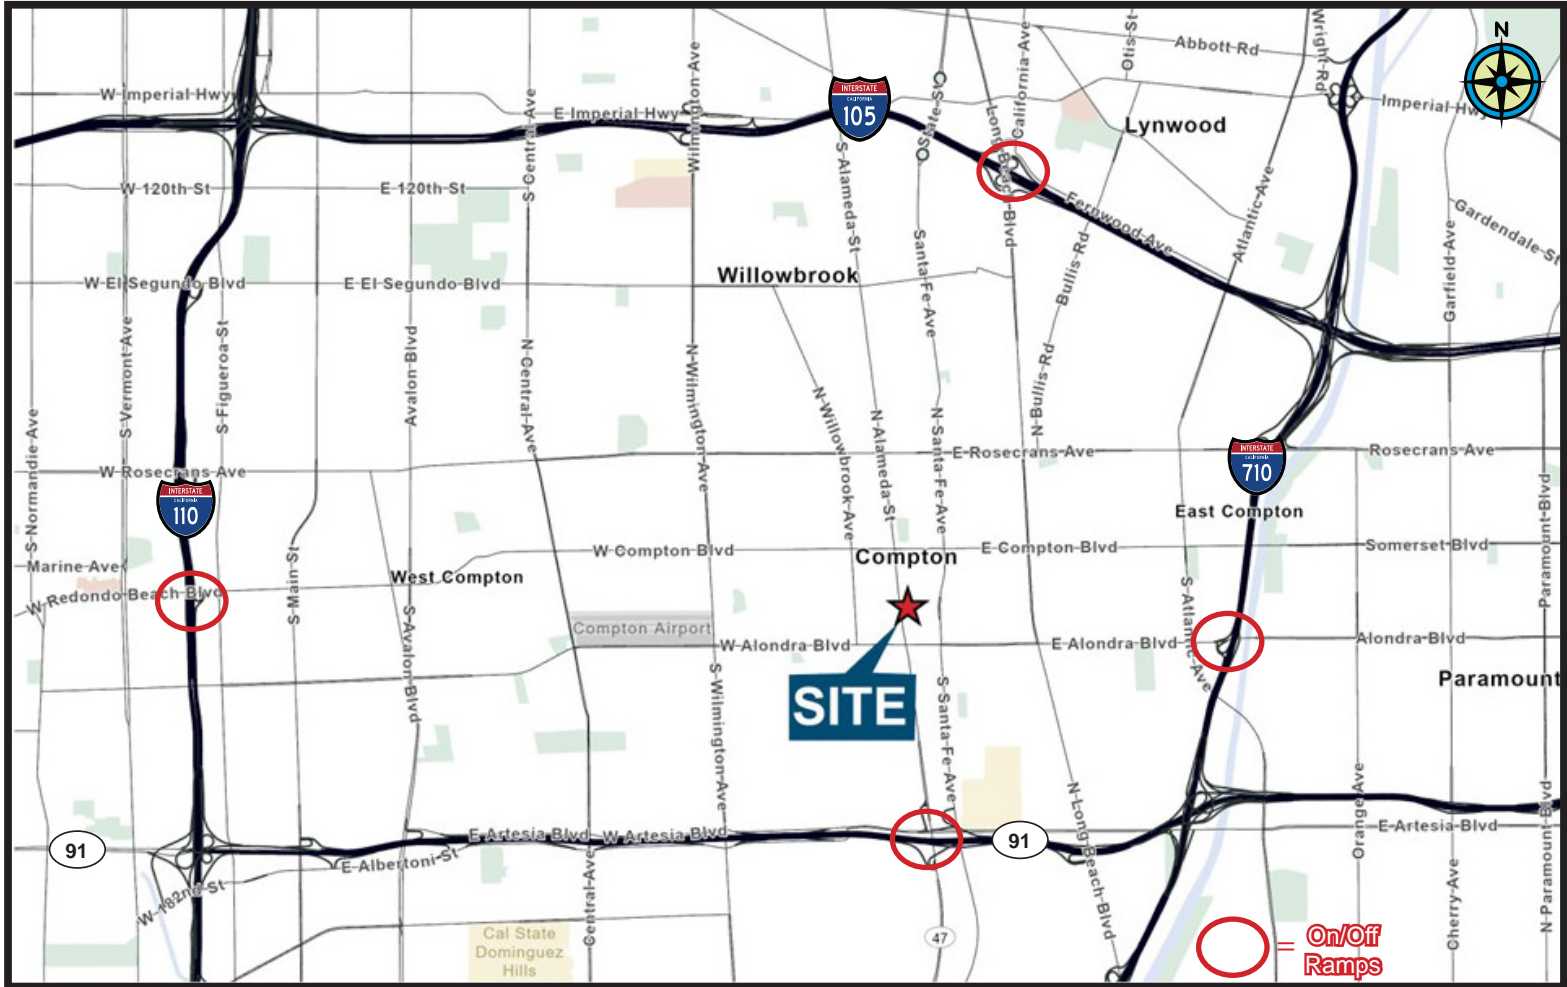 N
Abbott Rd
Otis St
Wright Rd
California Ave
W Imperial Hwy
E Imperial Hwy
Imperial Hwy
INTERSTATE
CALIFORNIA
105
State St
Long Beach Blvd
Lynwood
Wilmington Ave
S Central Ave
S Alameda St
W 120th St
E 120th St
Fernwood Ave
Atlantic Ave
Gardendale St
Garfield Ave
Santa Fe Ave
Bullis Rd
Willowbrook
W El Segundo Blvd
E El Segundo Blvd
S Vermont Ave
S Figueroa St
Avalon Blvd
N Central Ave
N Wilmington Ave
N Willowbrook Ave
N Alameda St
N Santa Fe Ave
N Bullis Rd
S Normandie Ave
W Rosecrans Ave
E Rosecrans Ave
Rosecrans Ave
INTERSTATE
CALIFORNIA
110
INTERSTATE
CALIFORNIA
710
East Compton
Paramount Blvd
W Compton Blvd
Compton
E Compton Blvd
Somerset Blvd
Marine Ave
West Compton
W Redondo Beach Blvd
S Main St
S Avalon Blvd
S Atlantic Ave
Compton Airport
W Alondra Blvd
E Alondra Blvd
Alondra Blvd
Paramount
SITE
S Wilmington Ave
S Santa Fe Ave
N Long Beach Blvd
Orange Ave
N Paramount Blvd
91
E Artesia Blvd
W Artesia Blvd
91
E Artesia Blvd
E Albertoni St
W 182nd St
Central Ave
Cherry Ave
47
Cal State
Dominguez
Hills
= On/Off
Ramps